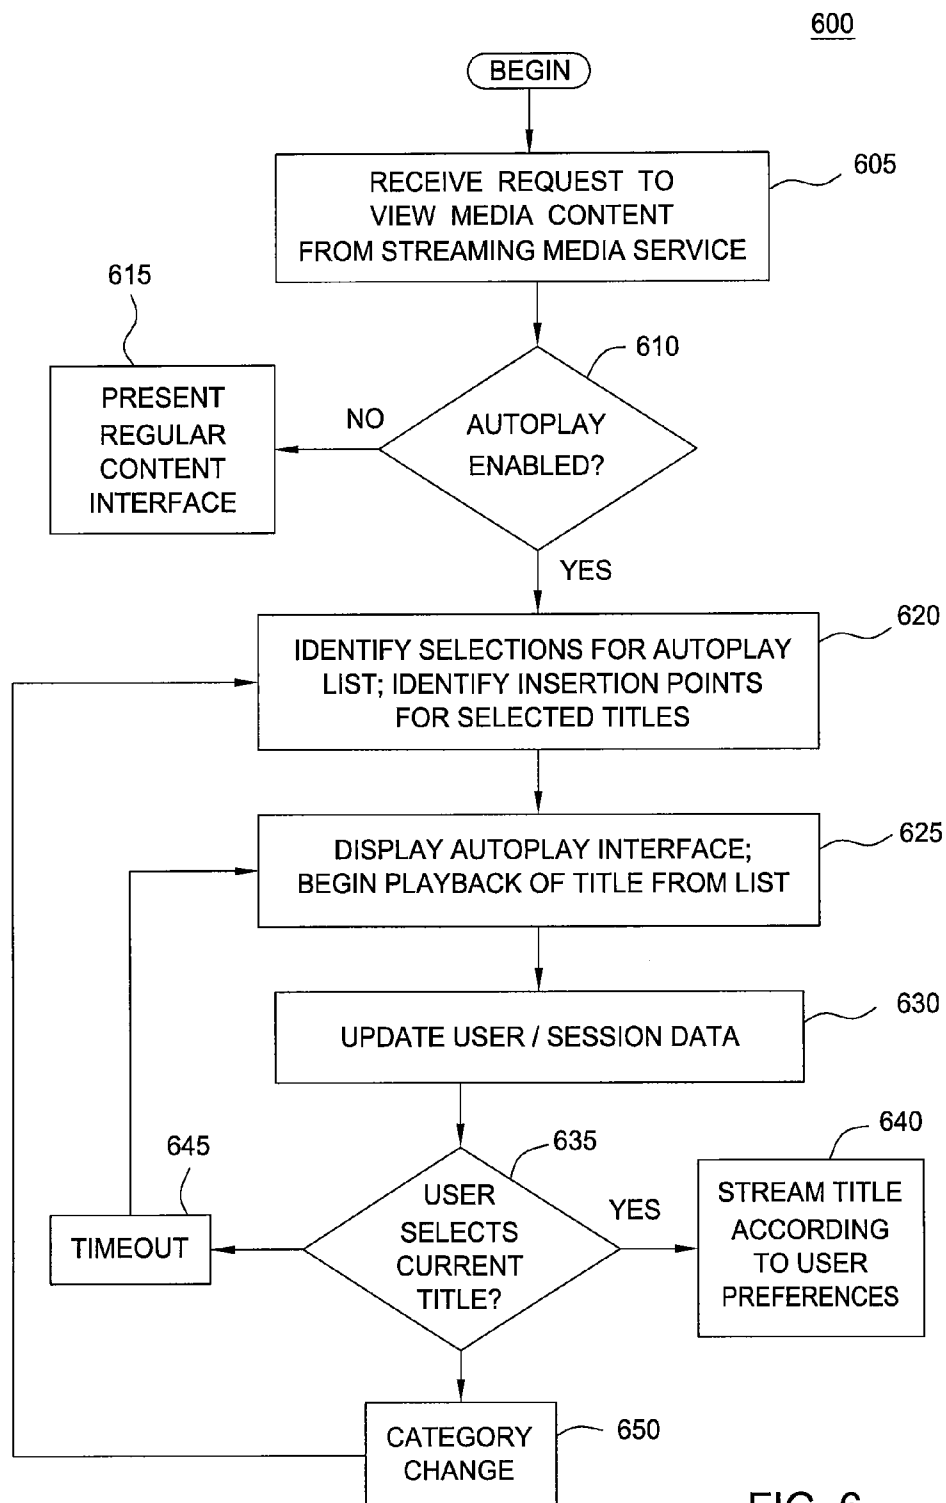 600
BEGIN
RECEIVE REQUEST TO
VIEW MEDIA CONTENT
FROM STREAMING MEDIA SERVICE
605
615
610
PRESENT
REGULAR
CONTENT
INTERFACE
NO
AUTOPLAY
ENABLED?
YES
620
IDENTIFY SELECTIONS FOR AUTOPLAY
LIST; IDENTIFY INSERTION POINTS
FOR SELECTED TITLES
625
DISPLAY AUTOPLAY INTERFACE;
BEGIN PLAYBACK OF TITLE FROM LIST
630
UPDATE USER / SESSION DATA
645
635
640
TIMEOUT
USER
SELECTS
CURRENT
TITLE?
YES
STREAM TITLE
ACCORDING
TO USER
PREFERENCES
650
CATEGORY
CHANGE
FIG. 6